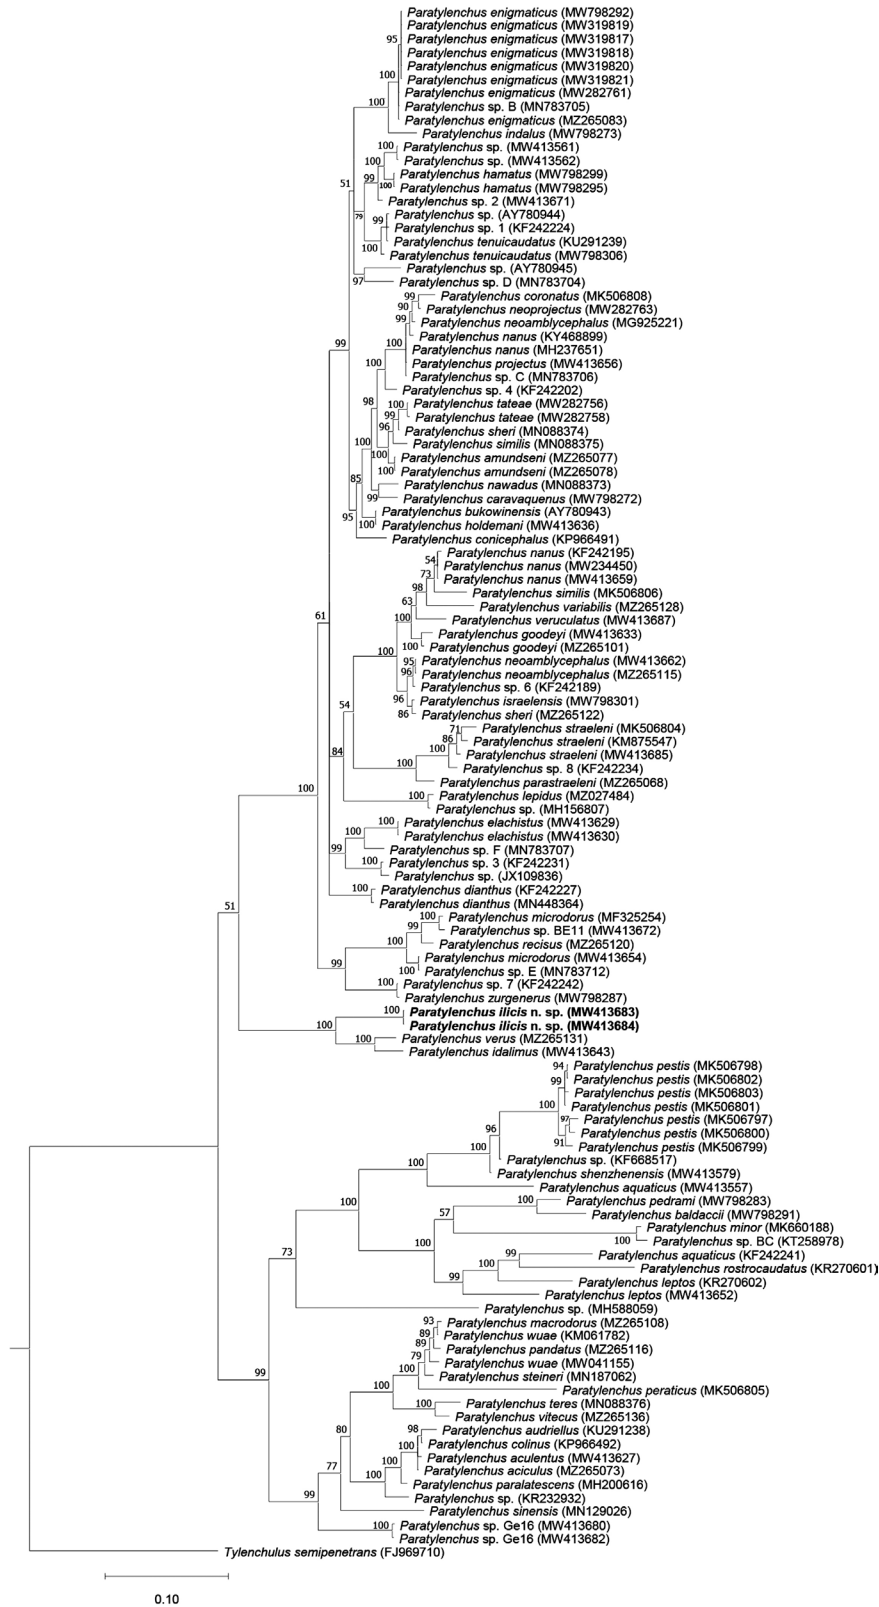 Paratylenchus enigmaticus (MW798292)
Paratylenchus enigmaticus (MW319819)
95
Paratylenchus enigmaticus (MW319817)
Paratylenchus enigmaticus (MW319818)
Paratylenchus enigmaticus (MW319820)
100
Paratylenchus enigmaticus (MW319821)
Paratylenchus enigmaticus (MW282761)
100
Paratylenchus sp. B (MN783705)
Paratylenchus enigmaticus (MZ265083)
Paratylenchus indalus (MW798273)
100
Paratylenchus sp. (MW413561)
100
Paratylenchus sp. (MW413562)
99
Paratylenchus hamatus (MW798299)
51
100
Paratylenchus hamatus (MW798295)
Paratylenchus sp. 2 (MW413671)
79
99
Paratylenchus sp. (AY780944)
Paratylenchus sp. 1 (KF242224)
100
Paratylenchus tenuicaudatus (KU291239)
Paratylenchus tenuicaudatus (MW798306)
Paratylenchus sp. (AY780945)
97
Paratylenchus sp. D (MN783704)
99
Paratylenchus coronatus (MK506808)
90
Paratylenchus neoprojectus (MW282763)
99
Paratylenchus neoamblycephalus (MG925221)
Paratylenchus nanus (KY468899)
99
100
Paratylenchus nanus (MH237651)
100
Paratylenchus projectus (MW413656)
Paratylenchus sp. C (MN783706)
Paratylenchus sp. 4 (KF242202)
98
100
Paratylenchus tateae (MW282756)
99
Paratylenchus tateae (MW282758)
96
Paratylenchus sheri (MN088374)
100
Paratylenchus similis (MN088375)
100
Paratylenchus amundseni (MZ265077)
100
Paratylenchus amundseni (MZ265078)
85
Paratylenchus nawadus (MN088373)
99
Paratylenchus caravaquenus (MW798272)
95
Paratylenchus bukowinensis (AY780943)
100
Paratylenchus holdemani (MW413636)
Paratylenchus conicephalus (KP966491)
Paratylenchus nanus (KF242195)
54
Paratylenchus nanus (MW234450)
73
Paratylenchus nanus (MW413659)
98
Paratylenchus similis (MK506806)
63
Paratylenchus variabilis (MZ265128)
61
100
Paratylenchus veruculatus (MW413687)
Paratylenchus goodeyi (MW413633)
100
100
Paratylenchus goodeyi (MZ265101)
95
Paratylenchus neoamblycephalus (MW413662)
96
Paratylenchus neoamblycephalus (MZ265115)
Paratylenchus sp. 6 (KF242189)
96
Paratylenchus israelensis (MW798301)
54
86
Paratylenchus sheri (MZ265122)
71
Paratylenchus straeleni (MK506804)
86
Paratylenchus straeleni (KM875547)
84
100
Paratylenchus straeleni (MW413685)
100
Paratylenchus sp. 8 (KF242234)
Paratylenchus parastraeleni (MZ265068)
100
100
Paratylenchus lepidus (MZ027484)
Paratylenchus sp. (MH156807)
100
Paratylenchus elachistus (MW413629)
100
Paratylenchus elachistus (MW413630)
99
Paratylenchus sp. F (MN783707)
100
Paratylenchus sp. 3 (KF242231)
Paratylenchus sp. (JX109836)
100
Paratylenchus dianthus (KF242227)
Paratylenchus dianthus (MN448364)
51
100
Paratylenchus microdorus (MF325254)
99
Paratylenchus sp. BE11 (MW413672)
100
Paratylenchus recisus (MZ265120)
Paratylenchus microdorus (MW413654)
99
100
Paratylenchus sp. E (MN783712)
100
Paratylenchus sp. 7 (KF242242)
Paratylenchus zurgenerus (MW798287)
100
Paratylenchus ilicis n. sp. (MW413683)
100
Paratylenchus ilicis n. sp. (MW413684)
100
Paratylenchus verus (MZ265131)
Paratylenchus idalimus (MW413643)
94
Paratylenchus pestis (MK506798)
99
Paratylenchus pestis (MK506802)
Paratylenchus pestis (MK506803)
100
Paratylenchus pestis (MK506801)
97
Paratylenchus pestis (MK506797)
96
Paratylenchus pestis (MK506800)
91
Paratylenchus pestis (MK506799)
100
Paratylenchus sp. (KF668517)
100
Paratylenchus shenzhenensis (MW413579)
Paratylenchus aquaticus (MW413557)
100
100
Paratylenchus pedrami (MW798283)
57
Paratylenchus baldaccii (MW798291)
Paratylenchus minor (MK660188)
100
100
Paratylenchus sp. BC (KT258978)
73
99
Paratylenchus aquaticus (KF242241)
100
Paratylenchus rostrocaudatus (KR270601)
99
Paratylenchus leptos (KR270602)
Paratylenchus leptos (MW413652)
Paratylenchus sp. (MH588059)
93
Paratylenchus macrodorus (MZ265108)
89
Paratylenchus wuae (KM061782)
89
Paratylenchus pandatus (MZ265116)
79
Paratylenchus wuae (MW041155)
99
100
Paratylenchus steineri (MN187062)
100
Paratylenchus peraticus (MK506805)
100
Paratylenchus teres (MN088376)
Paratylenchus vitecus (MZ265136)
80
98
Paratylenchus audriellus (KU291238)
100
Paratylenchus colinus (KP966492)
Paratylenchus aculentus (MW413627)
77
100
Paratylenchus aciculus (MZ265073)
Paratylenchus paralatescens (MH200616)
99
Paratylenchus sp. (KR232932)
Paratylenchus sinensis (MN129026)
100
Paratylenchus sp. Ge16 (MW413680)
Paratylenchus sp. Ge16 (MW413682)
Tylenchulus semipenetrans (FJ969710)
0.10